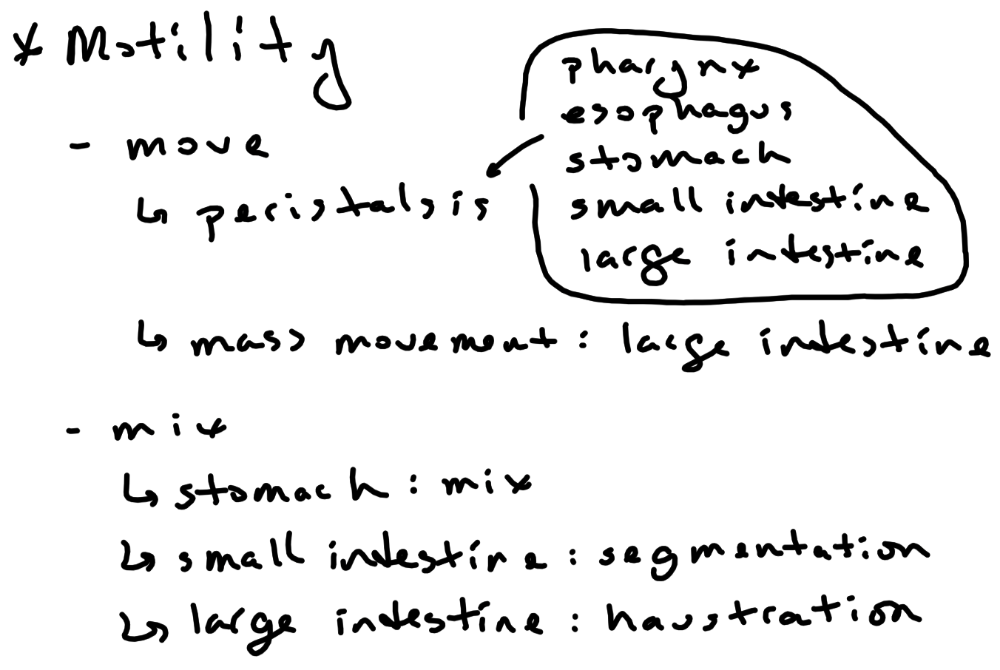 * Motility
- move
↳ peristalsis
pharynx
esophagus
stomach
small intestine
large intestine
↳ mass movement : large intestine
- mix
↳ stomach : mix
↳ small intestine : segmentation
↳ large intestine : haustration